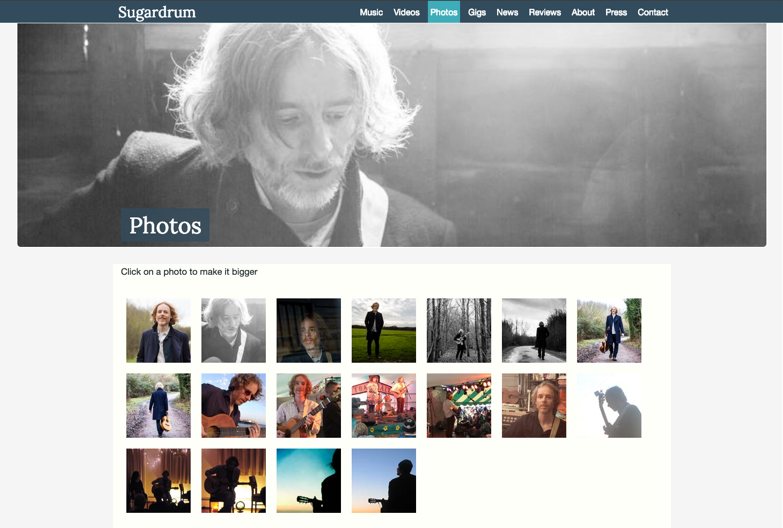 Sugardrum
Music Videos Photos Gigs News Reviews About Press Contact
Photos
Click on a photo to make it bigger